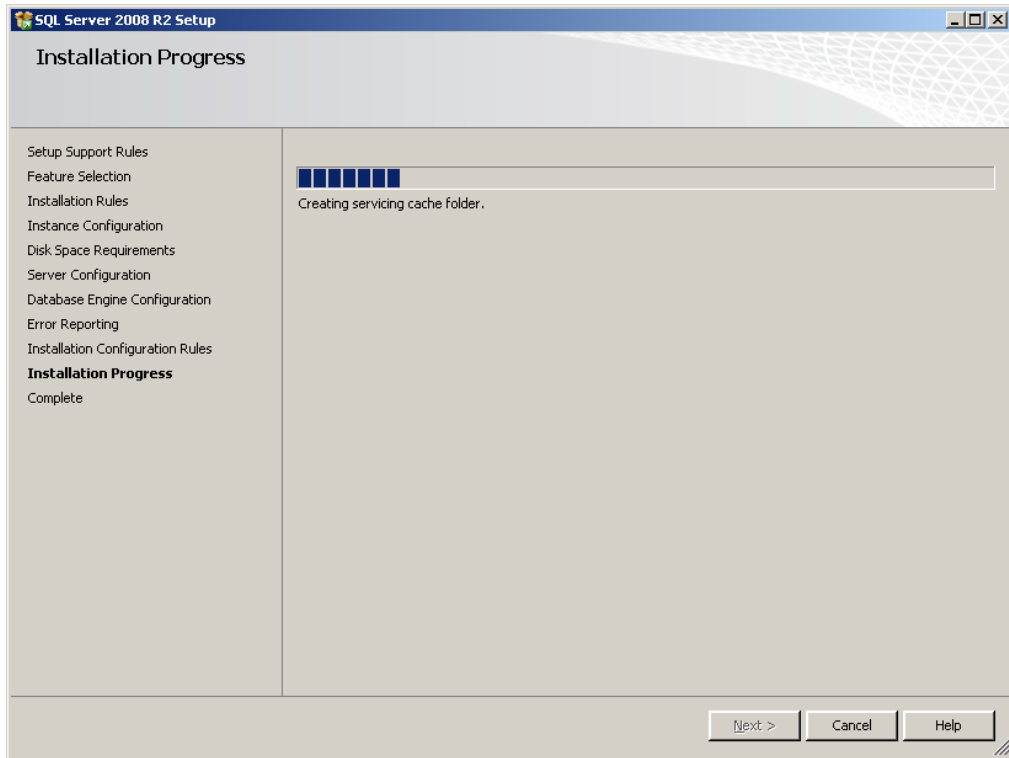 SQL Server 2008 R2 Setup
Installation Progress
Setup Support Rules
Feature Selection
Installation Rules
Instance Configuration
Disk Space Requirements
Server Configuration
Database Engine Configuration
Error Reporting
Installation Configuration Rules
Installation Progress
Complete
Creating servicing cache folder.
Next >
Cancel
Help